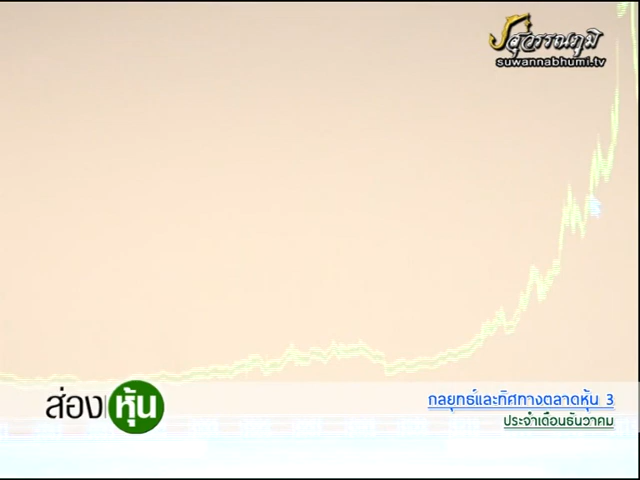 สุวรรณภูมิ
suwannabhumi.tv
ส่องหุ้น
กลยุทธ์และทิศทางตลาดหุ้น 3
ประจำเดือนธันวาคม